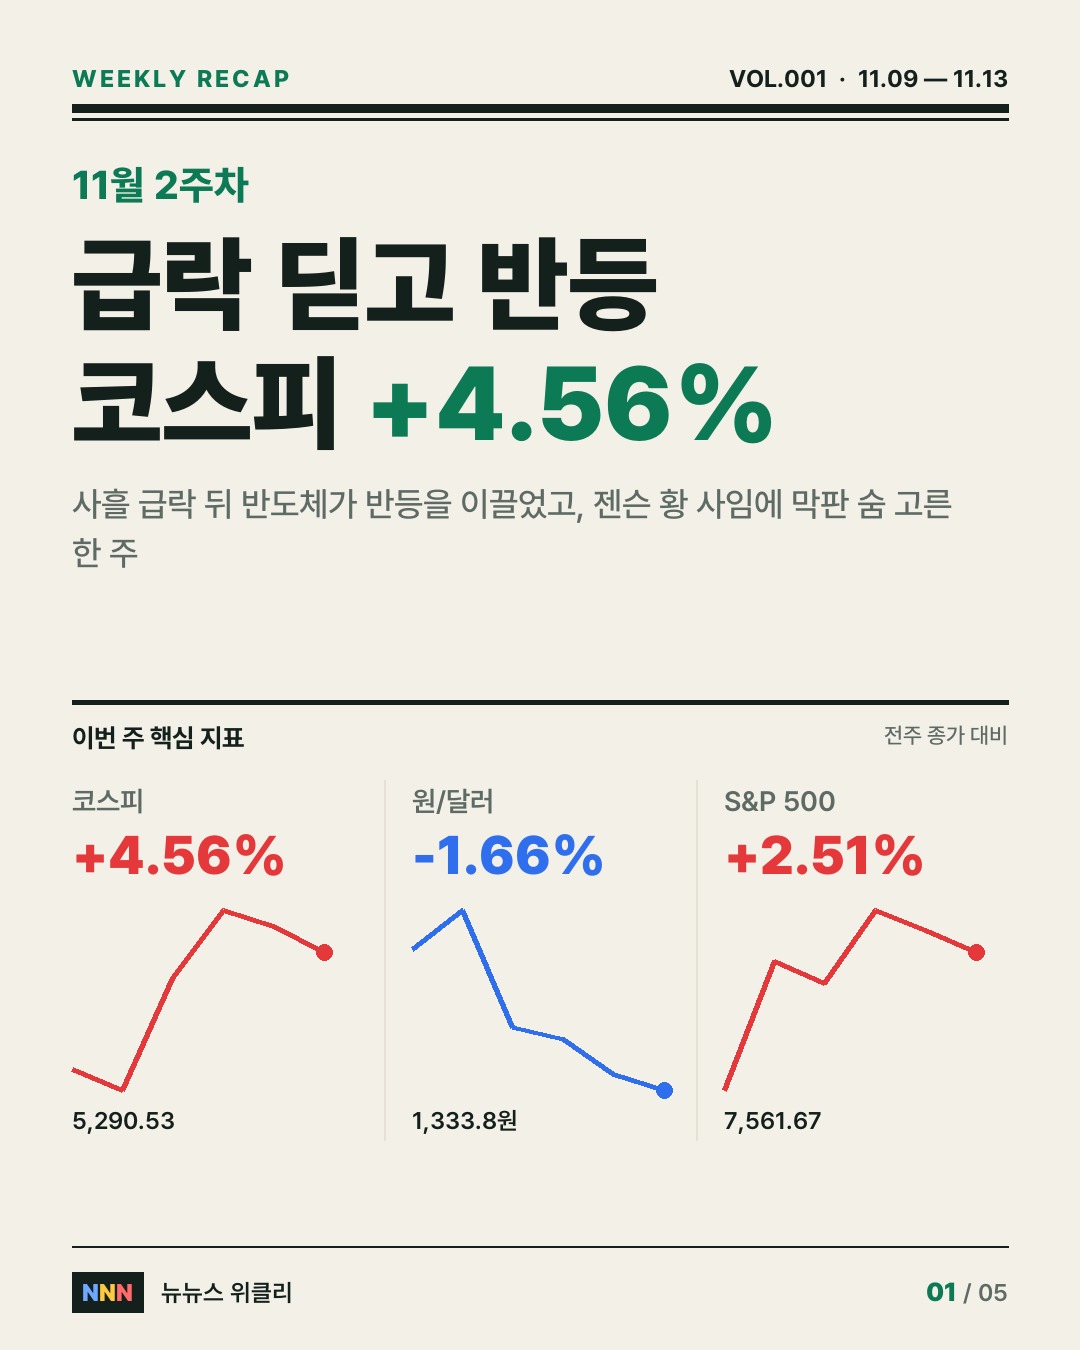 WEEKLY RECAP
VOL.001 · 11.09 — 11.13
11월 2주차
급락 딛고 반등
코스피 +4.56%
사흘 급락 뒤 반도체가 반등을 이끌었고, 젠슨 황 사임에 막판 숨 고른
한 주
이번 주 핵심 지표
전주 종가 대비
코스피
+4.56%
5,290.53
원/달러
-1.66%
1,333.8원
S&P 500
+2.51%
7,561.67
NNN 뉴뉴스 위클리
01 / 05